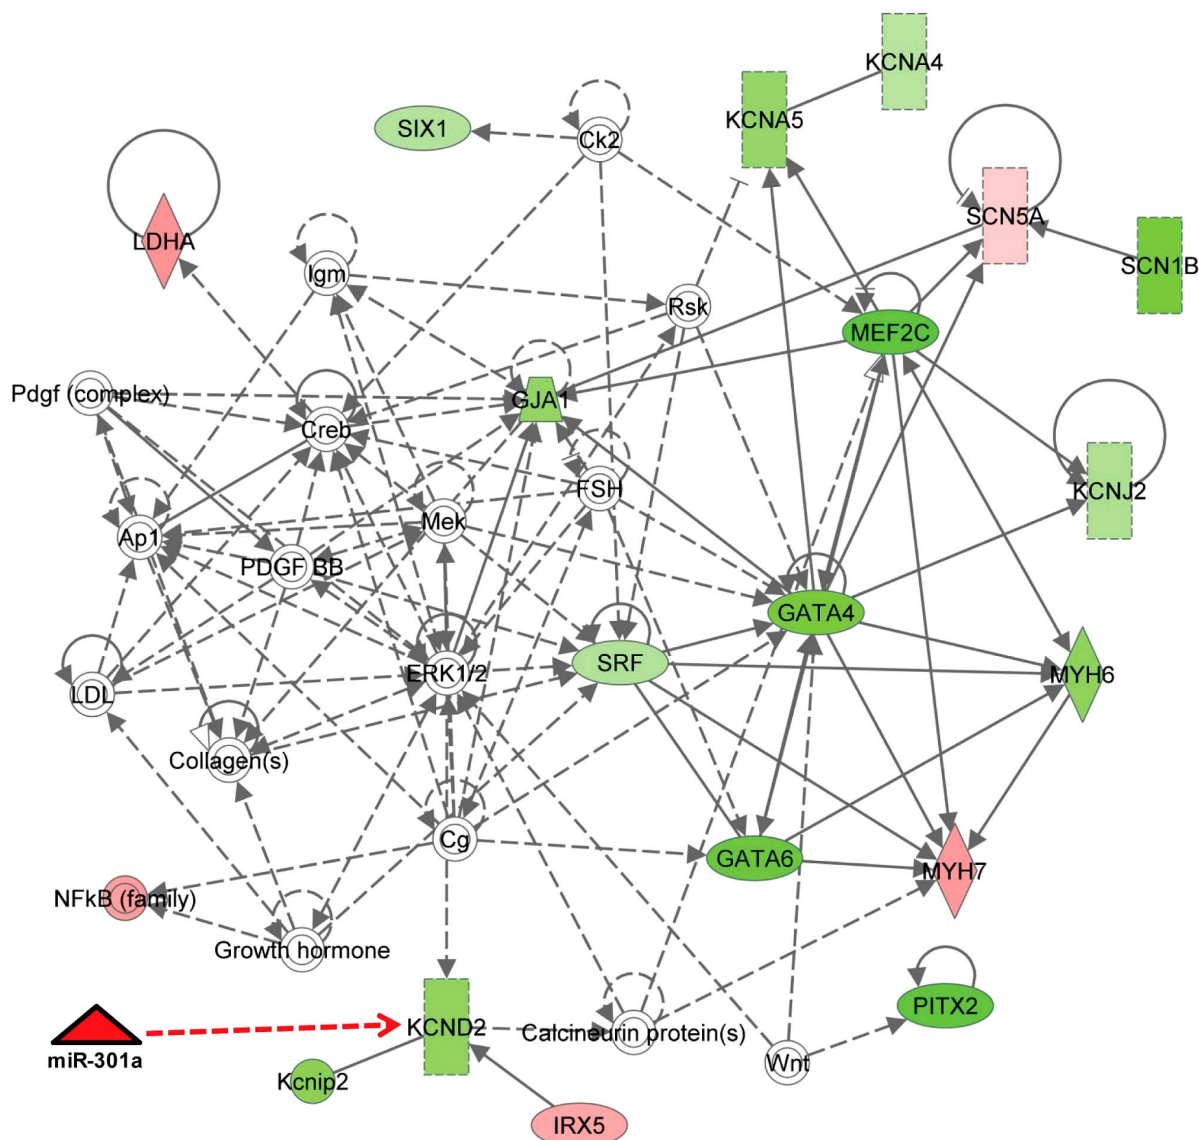 KCNA4
KCNA5
SIX1
Ck2
SCN5A
LDHA
SCN1B
Igm
Rsk
MEF2C
Pdgf (complex)
GJA1
Creb
KCNJ2
FSH
Mek
Ap1
PDGF BB
GATA4
SRF
ERK1/2
MYH6
LDL
Collagen(s)
Cg
GATA6
MYH7
NFkB (family)
Growth hormone
PITX2
KCND2
Calcineurin protein(s)
miR-301a
Wnt
Kcnip2
IRX5